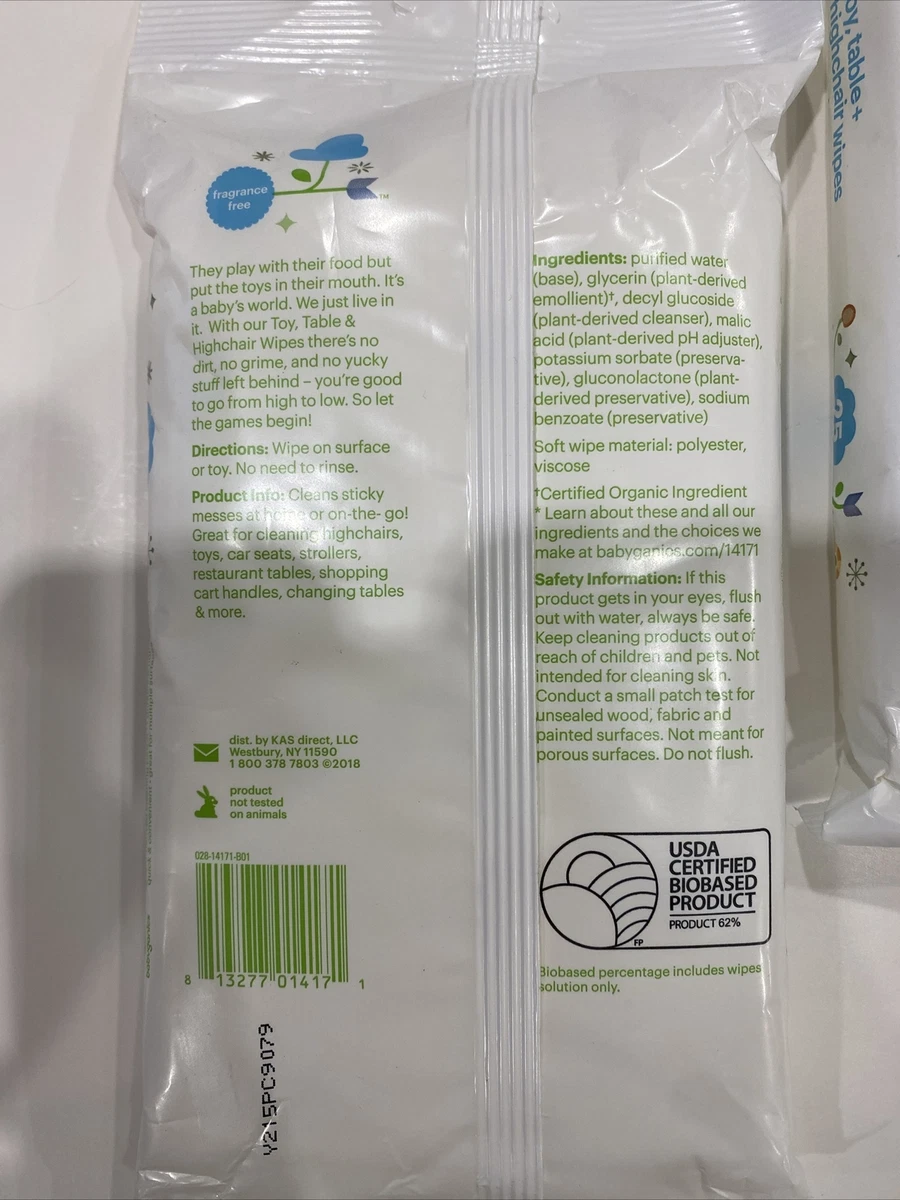 fragrance
free
TM
They play with their food but
put the toys in their mouth. It's
a baby's world. We just live in
it. With our Toy, Table &
Highchair Wipes there's no
dirt, no grime, and no yucky
stuff left behind – you're good
to go from high to low. So let
the games begin!
Directions: Wipe on surface
or toy. No need to rinse.
Product Info: Cleans sticky
messes at home or on-the- go!
Great for cleaning highchairs,
toys, car seats, strollers,
restaurant tables, shopping
cart handles, changing tables
& more.
dist. by KAS direct, LLC
Westbury, NY 11590
1 800 378 7803 ©2018
product
not tested
on animals
028-14171-B01
8 13277 01417 1
Y215PC9079
Ingredients: purified water
(base), glycerin (plant-derived
emollient)†, decyl glucoside
(plant-derived cleanser), malic
acid (plant-derived pH adjuster),
potassium sorbate (preserva-
tive), gluconolactone (plant-
derived preservative), sodium
benzoate (preservative)
Soft wipe material: polyester,
viscose
†Certified Organic Ingredient
* Learn about these and all our
ingredients and the choices we
make at babyganics.com/14171
Safety Information: If this
product gets in your eyes, flush
out with water, always be safe.
Keep cleaning products out of
reach of children and pets. Not
intended for cleaning skin.
Conduct a small patch test for
unsealed wood, fabric and
painted surfaces. Not meant for
porous surfaces. Do not flush.
USDA
CERTIFIED
BIOBASED
PRODUCT
PRODUCT 62%
FP
Biobased percentage includes wipes
solution only.
oy, table +
highchair wipes
25